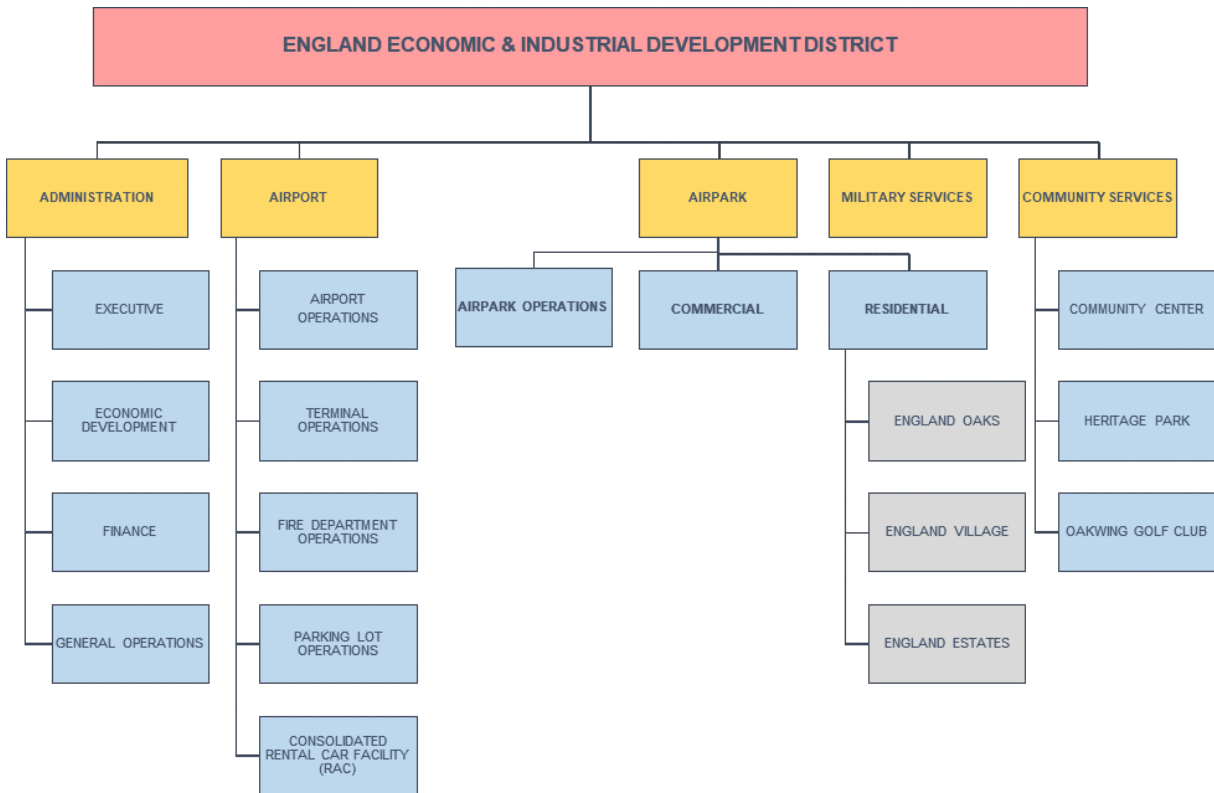 ENGLAND ECONOMIC & INDUSTRIAL DEVELOPMENT DISTRICT
ADMINISTRATION
AIRPORT
AIRPARK
MILITARY SERVICES
COMMUNITY SERVICES
EXECUTIVE
AIRPORT
OPERATIONS
AIRPARK OPERATIONS
COMMERCIAL
RESIDENTIAL
COMMUNITY CENTER
ECONOMIC
DEVELOPMENT
TERMINAL
OPERATIONS
ENGLAND OAKS
HERITAGE PARK
FINANCE
FIRE DEPARTMENT
OPERATIONS
ENGLAND VILLAGE
OAKWING GOLF CLUB
GENERAL OPERATIONS
PARKING LOT
OPERATIONS
ENGLAND ESTATES
CONSOLIDATED
RENTAL CAR FACILITY
(RAC)